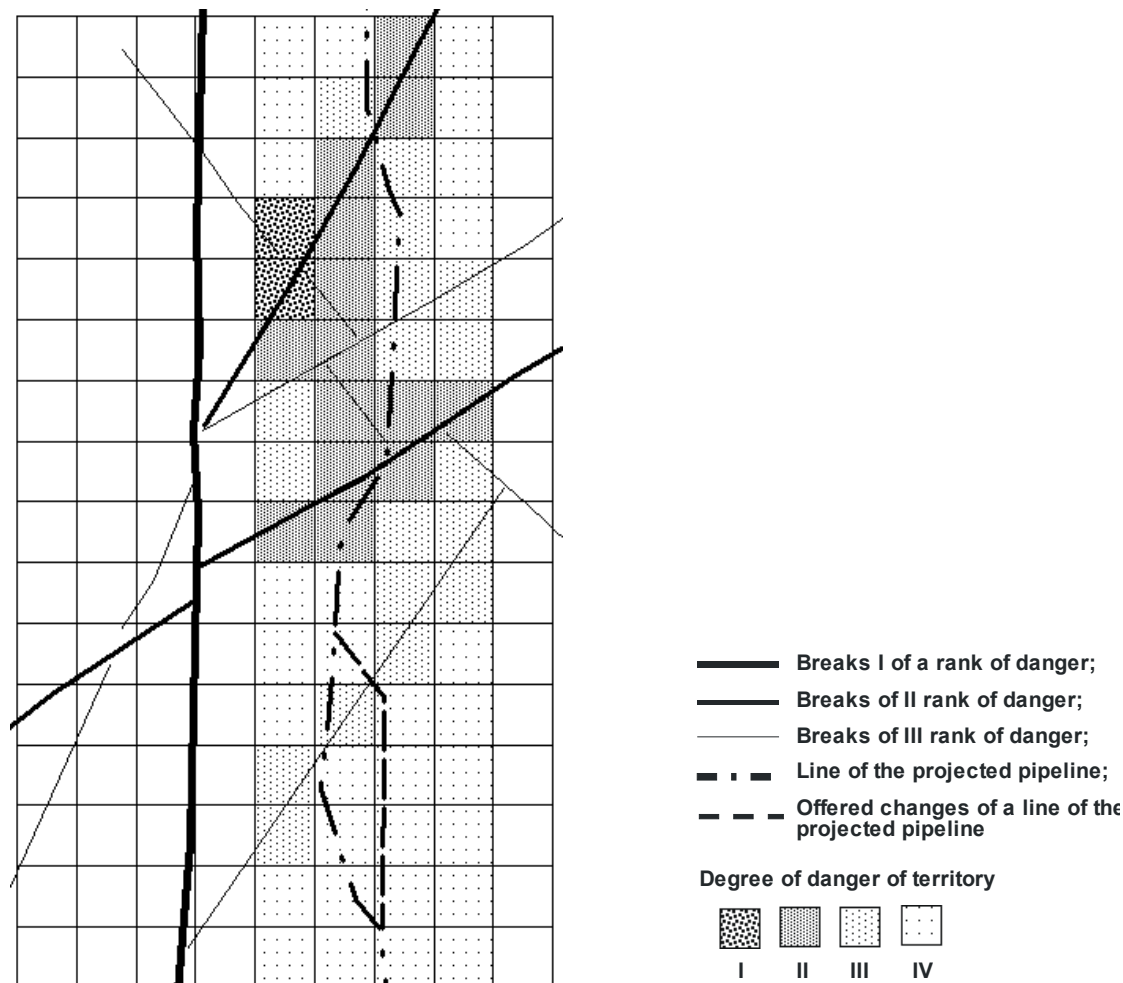 Breaks I of a rank of danger;
Breaks of II rank of danger;
Breaks of III rank of danger;
Line of the projected pipeline;
Offered changes of a line of the
projected pipeline
Degree of danger of territory
I II III IV